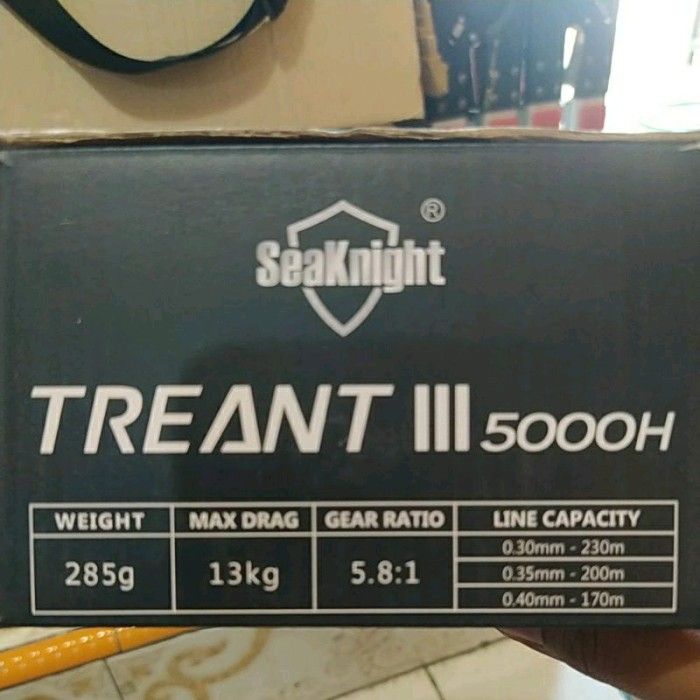 ®
SeaKnight
TREANT III 5000H
WEIGHT MAX DRAG GEAR RATIO LINE CAPACITY
285g 13kg 5.8:1 0.30mm - 230m
0.35mm - 200m
0.40mm - 170m